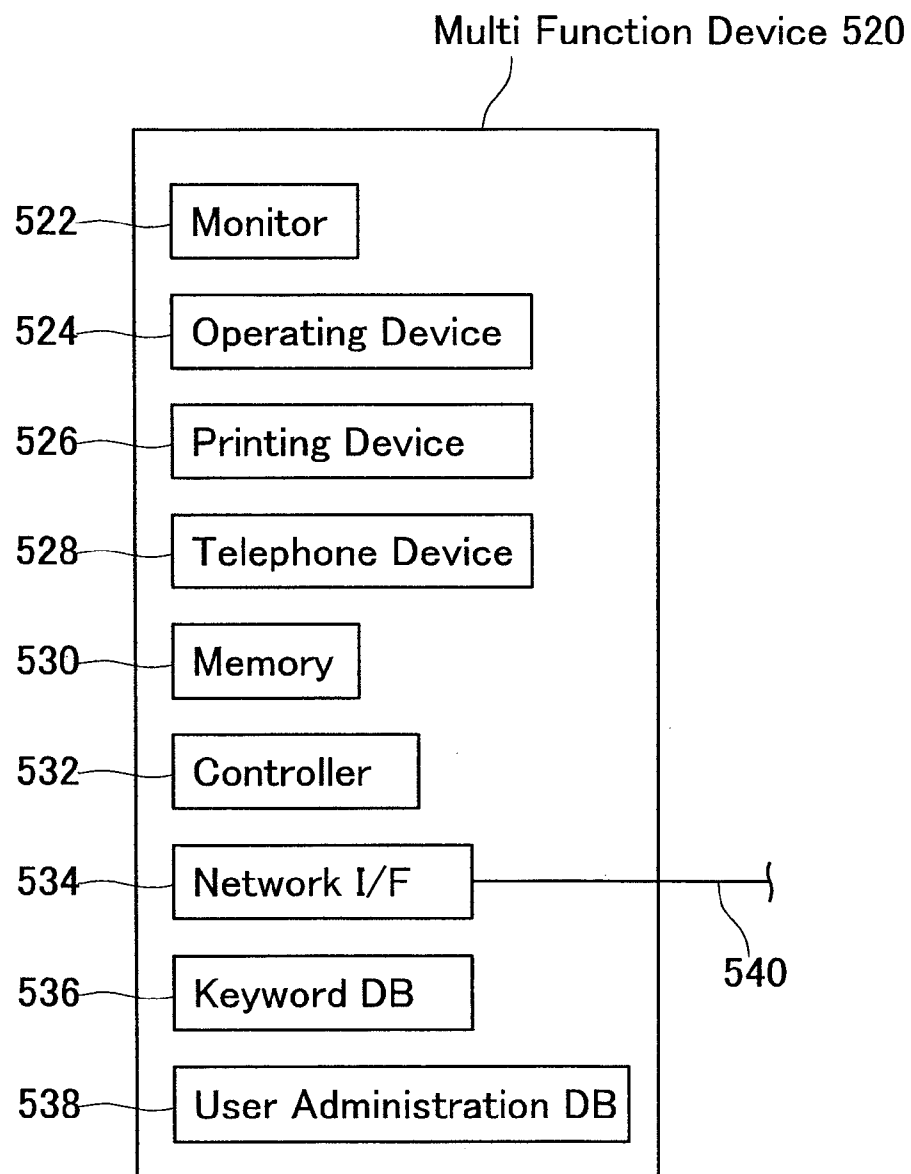 Multi Function Device 520
522 Monitor
524 Operating Device
526 Printing Device
528 Telephone Device
530 Memory
532 Controller
534 Network I/F
540
536 Keyword DB
538 User Administration DB